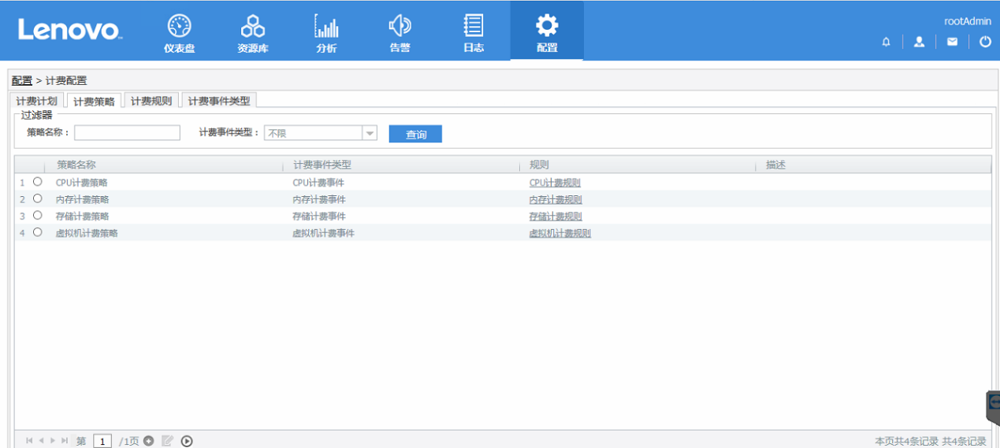 Lenovo
仪表盘 资源库 分析 告警 日志 配置
rootAdmin
配置 > 计费配置
计费计划 计费策略 计费规则 计费事件类型
过滤器
策略名称： 计费事件类型： 不限 查询
策略名称 计费事件类型 规则 描述
1 CPU计费策略 CPU计费事件 CPU计费规则
2 内存计费策略 内存计费事件 内存计费规则
3 存储计费策略 存储计费事件 存储计费规则
4 虚拟机计费策略 虚拟机计费事件 虚拟机计费规则
第 1 /1页 本页共4条记录 共4条记录